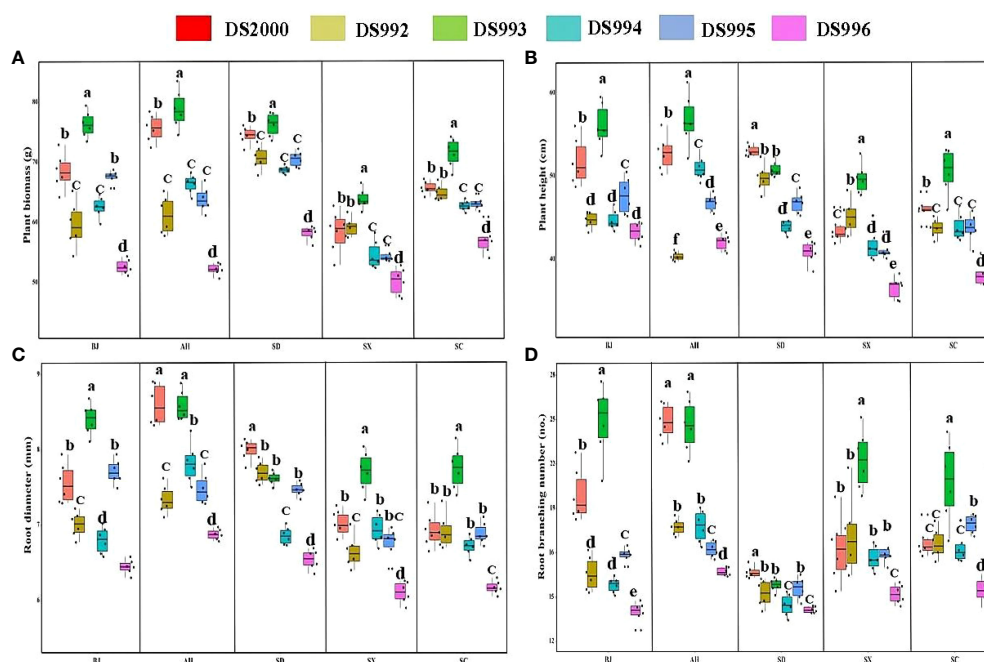 DS2000 DS992 DS993 DS994 DS995 DS996
A
Plant biomass (g)
80
70
60
50
b c a c b d
b c a c c d
b c a c c d
b b a c c d
b b a c c d
BJ AH SD SX SC
B
Plant height (cm)
60
40
b d a d c d
b f a c d e
a b b d c e
c b a d d e
b c a c c d
BJ AH SD SX SC
C
Root diameter (mm)
9
8
7
6
b c a d b
a c a b c d
a b b c b d
b c a b bc d
b b a b b c
BJ AH SD SX SC
D
Root branching number (no.)
28
25
22
18
16
15
12
b c a d c e
a b a b c d
a b b c b c
b b a b b c
c c a c b d
BJ AH SD SX SC